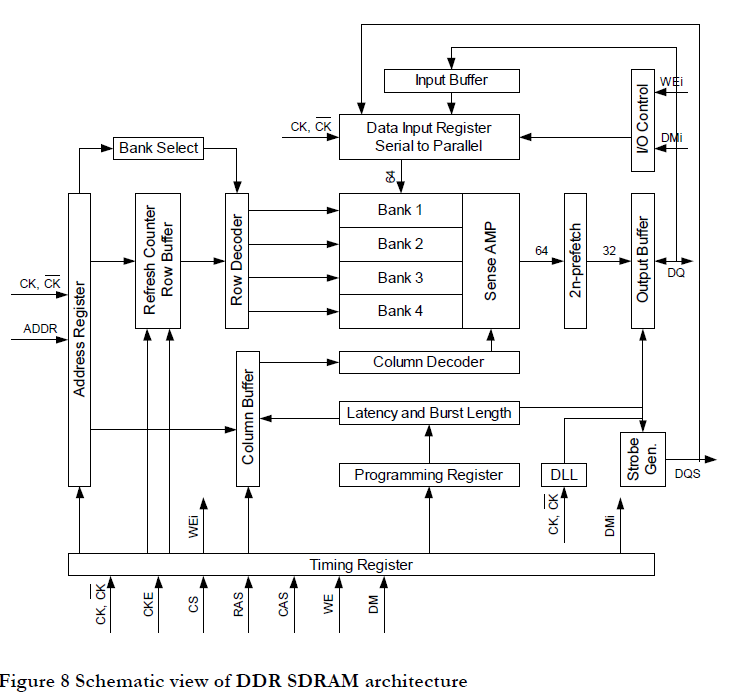 Input Buffer
WEi
CK, CK
Data Input Register
Serial to Parallel
I/O Control
DMi
Bank Select
64
Bank 1
Bank 2
Bank 3
Bank 4
Sense AMP
64
2n-prefetch
32
Output Buffer
DQ
CK, CK
ADDR
Address Register
Refresh Counter
Row Buffer
Row Decoder
Column Decoder
Column Buffer
Latency and Burst Length
Programming Register
DLL
Strobe
Gen.
DQS
WEi
CK, CK
DMi
Timing Register
CK, CK
CKE
CS
RAS
CAS
WE
DM
Figure 8 Schematic view of DDR SDRAM architecture